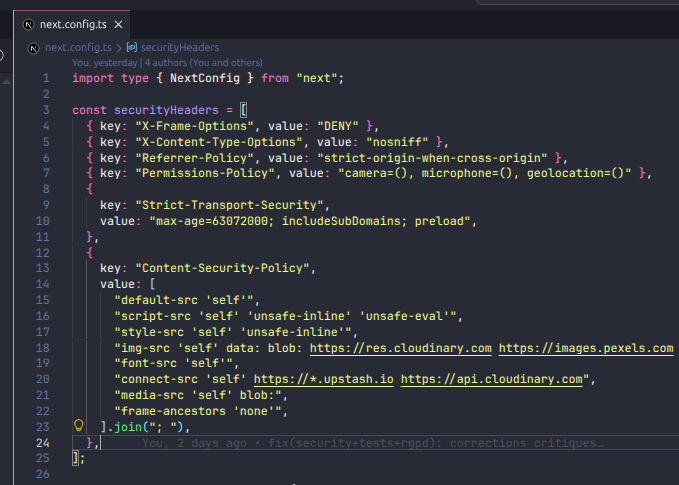 next.config.ts ×
next.config.ts > securityHeaders
You, yesterday | 4 authors (You and others)
1 import type { NextConfig } from "next";
2
3 const securityHeaders = [
4 { key: "X-Frame-Options", value: "DENY" },
5 { key: "X-Content-Type-Options", value: "nosniff" },
6 { key: "Referrer-Policy", value: "strict-origin-when-cross-origin" },
7 { key: "Permissions-Policy", value: "camera=(), microphone=(), geolocation=()" },
8 {
9 key: "Strict-Transport-Security",
10 value: "max-age=63072000; includeSubDomains; preload",
11 },
12 {
13 key: "Content-Security-Policy",
14 value: [
15 "default-src 'self'",
16 "script-src 'self' 'unsafe-inline' 'unsafe-eval'",
17 "style-src 'self' 'unsafe-inline'",
18 "img-src 'self' data: blob: https://res.cloudinary.com https://images.pexels.com
19 "font-src 'self'",
20 "connect-src 'self' https://*.upstash.io https://api.cloudinary.com",
21 "media-src 'self' blob:",
22 "frame-ancestors 'none'",
23 ].join("; "),
24 }, You, 2 days ago • fix(security+tests+rgpd): corrections critiques…
25 ];
26